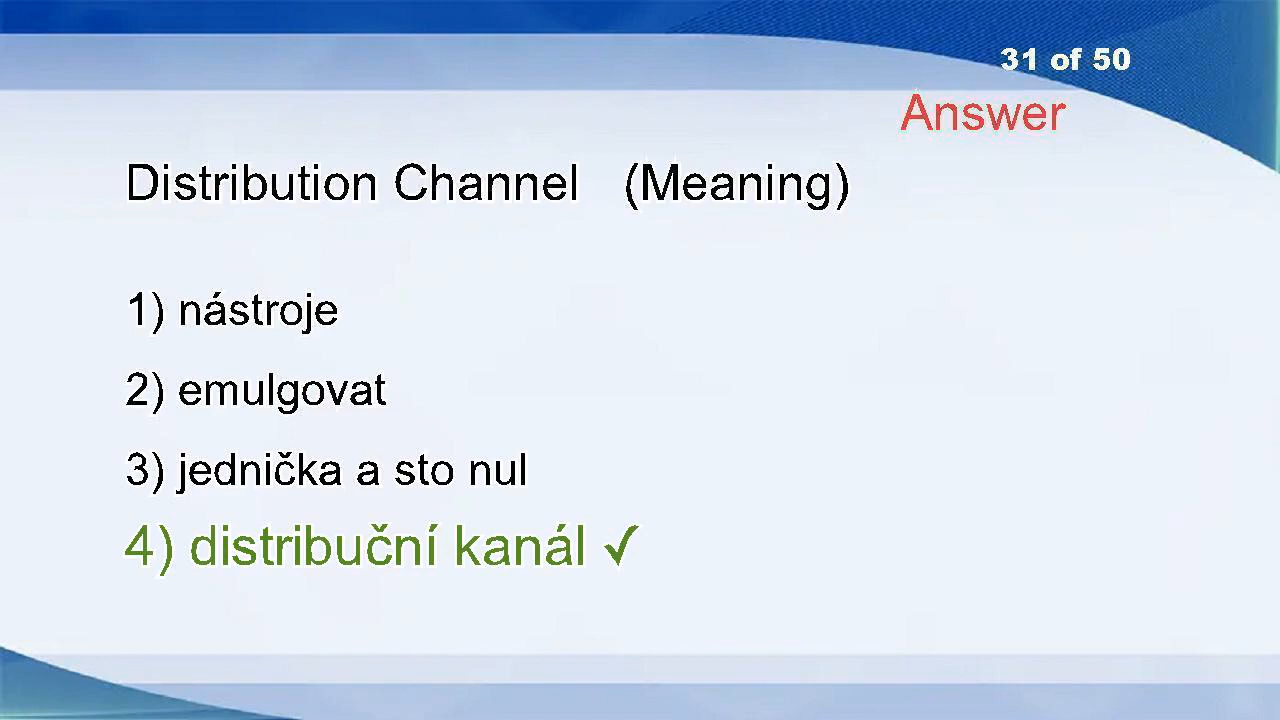 31 of 50
Answer
Distribution Channel (Meaning)
1) nástroje
2) emulgovat
3) jednička a sto nul
4) distribuční kanál ✓